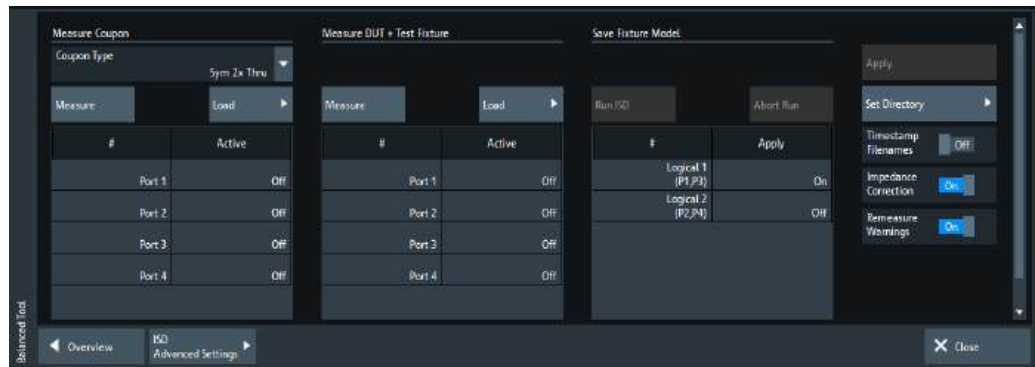 Measure Coupon
Coupon Type
Sym 2x Thru
Measure
Load
#
Active
Port 1
Off
Port 2
Off
Port 3
Off
Port 4
Off
Measure DUT + Test Fixture
Measure
Load
#
Active
Port 1
Off
Port 2
Off
Port 3
Off
Port 4
Off
Save Fixture Model
Run ISD
Abort Run
#
Apply
Logical 1
(P1,P3)
On
Logical 2
(P2,P4)
Off
Apply
Set Directory
Timestamp
Filenames
Off
Impedance
Correction
On
Remeasure
Warnings
On
Balanced Tool
Overview
ISD
Advanced Settings
Close